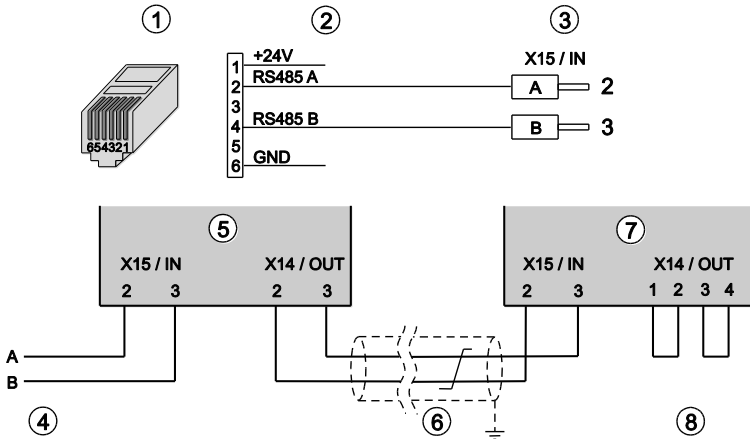 1 2 3
+24V
1
RS485 A
2
3
RS485 B
4
5
GND
6
X15 / IN
A 2
B 3
654321
5 7
X15 / IN X14 / OUT X15 / IN X14 / OUT
2 3 2 3 2 3 1 2 3 4
A
B
4 6 8